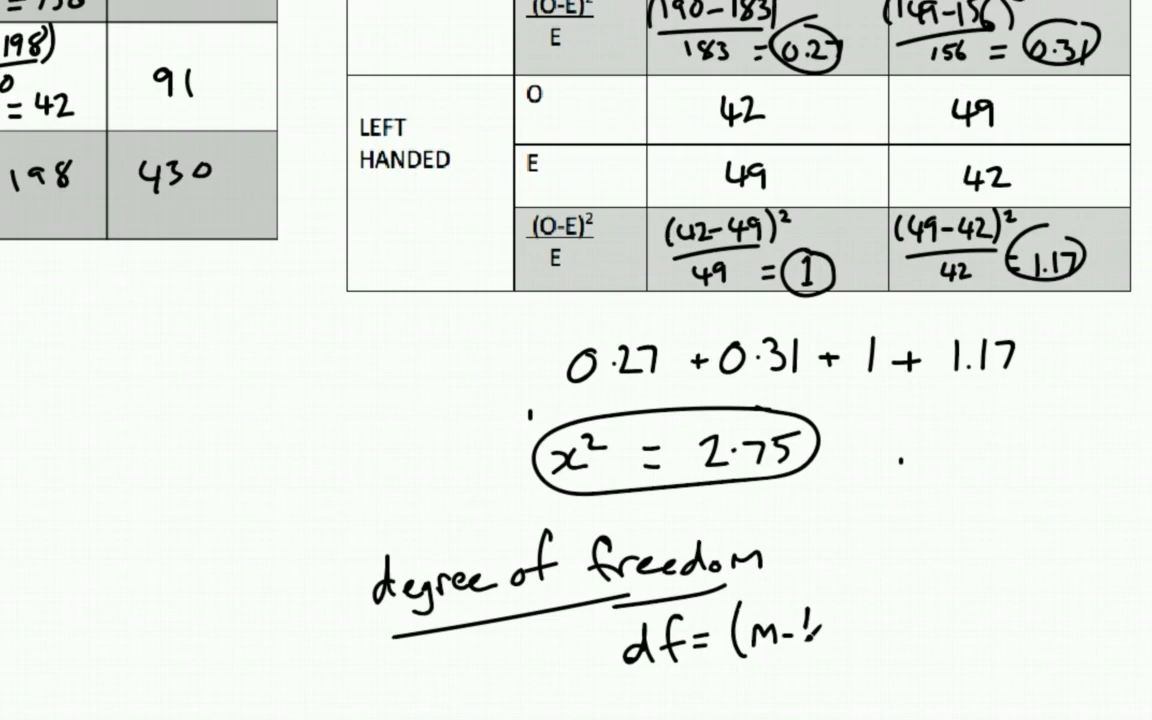 198)
= 42
91
198
430
(O-E)²
E
(190-183)
183 = 0.27
(149-156)
156 = 0.31
LEFT
HANDED
O
42
49
E
49
42
(O-E)²
E
(42-49)²
49 = 1
(49-42)²
42 = 1.17
0.27 + 0.31 + 1 + 1.17
x² = 2.75
degree of freedom
df = (m-1